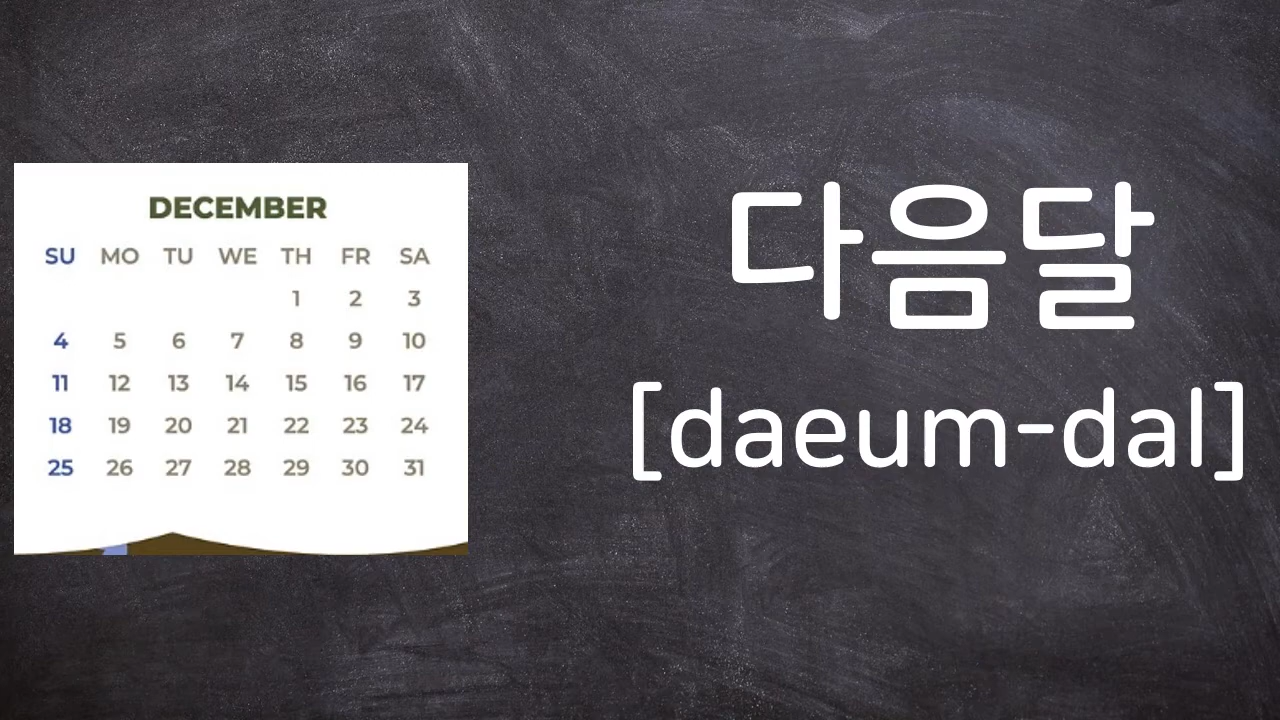 DECEMBER
SU MO TU WE TH FR SA
1 2 3
4 5 6 7 8 9 10
11 12 13 14 15 16 17
18 19 20 21 22 23 24
25 26 27 28 29 30 31
다음달
[daeum-dal]